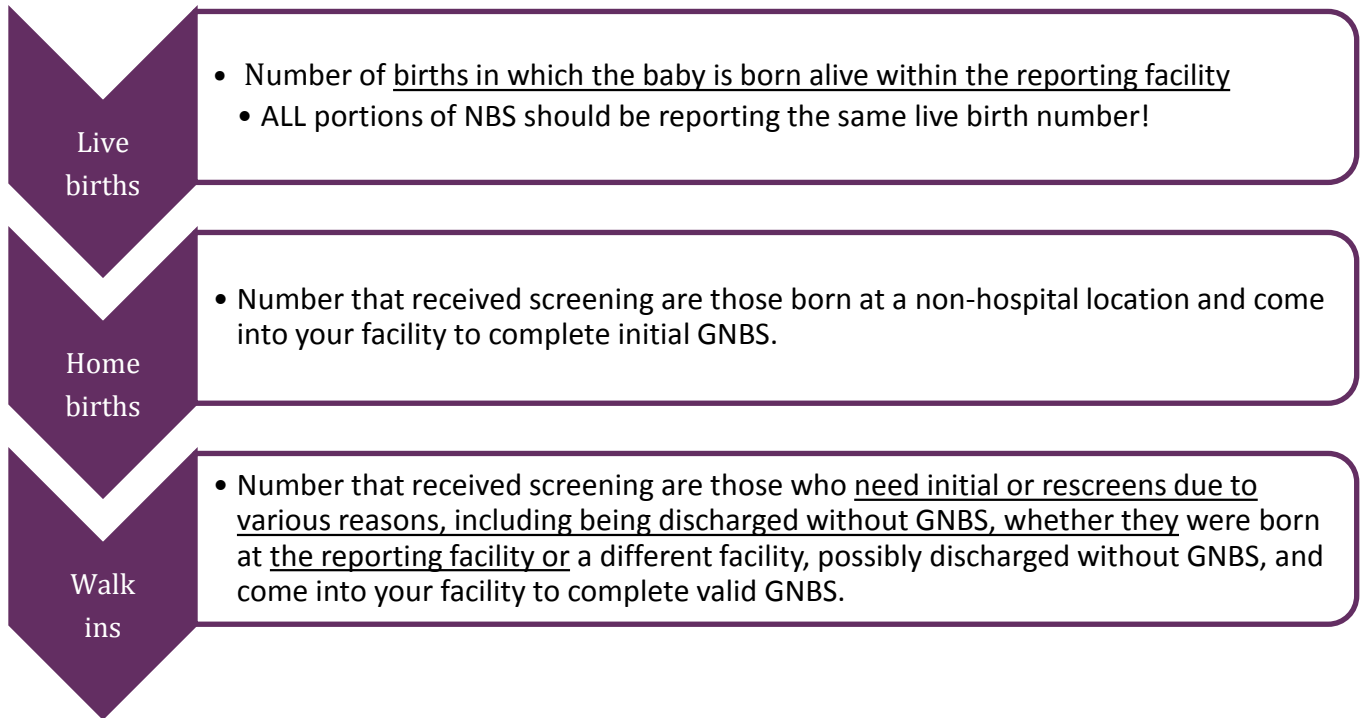 Live
births
• Number of births in which the baby is born alive within the reporting facility
• ALL portions of NBS should be reporting the same live birth number!
Home
births
• Number that received screening are those born at a non-hospital location and come
into your facility to complete initial GNBS.
Walk
ins
• Number that received screening are those who need initial or rescreens due to
various reasons, including being discharged without GNBS, whether they were born
at the reporting facility or a different facility, possibly discharged without GNBS, and
come into your facility to complete valid GNBS.